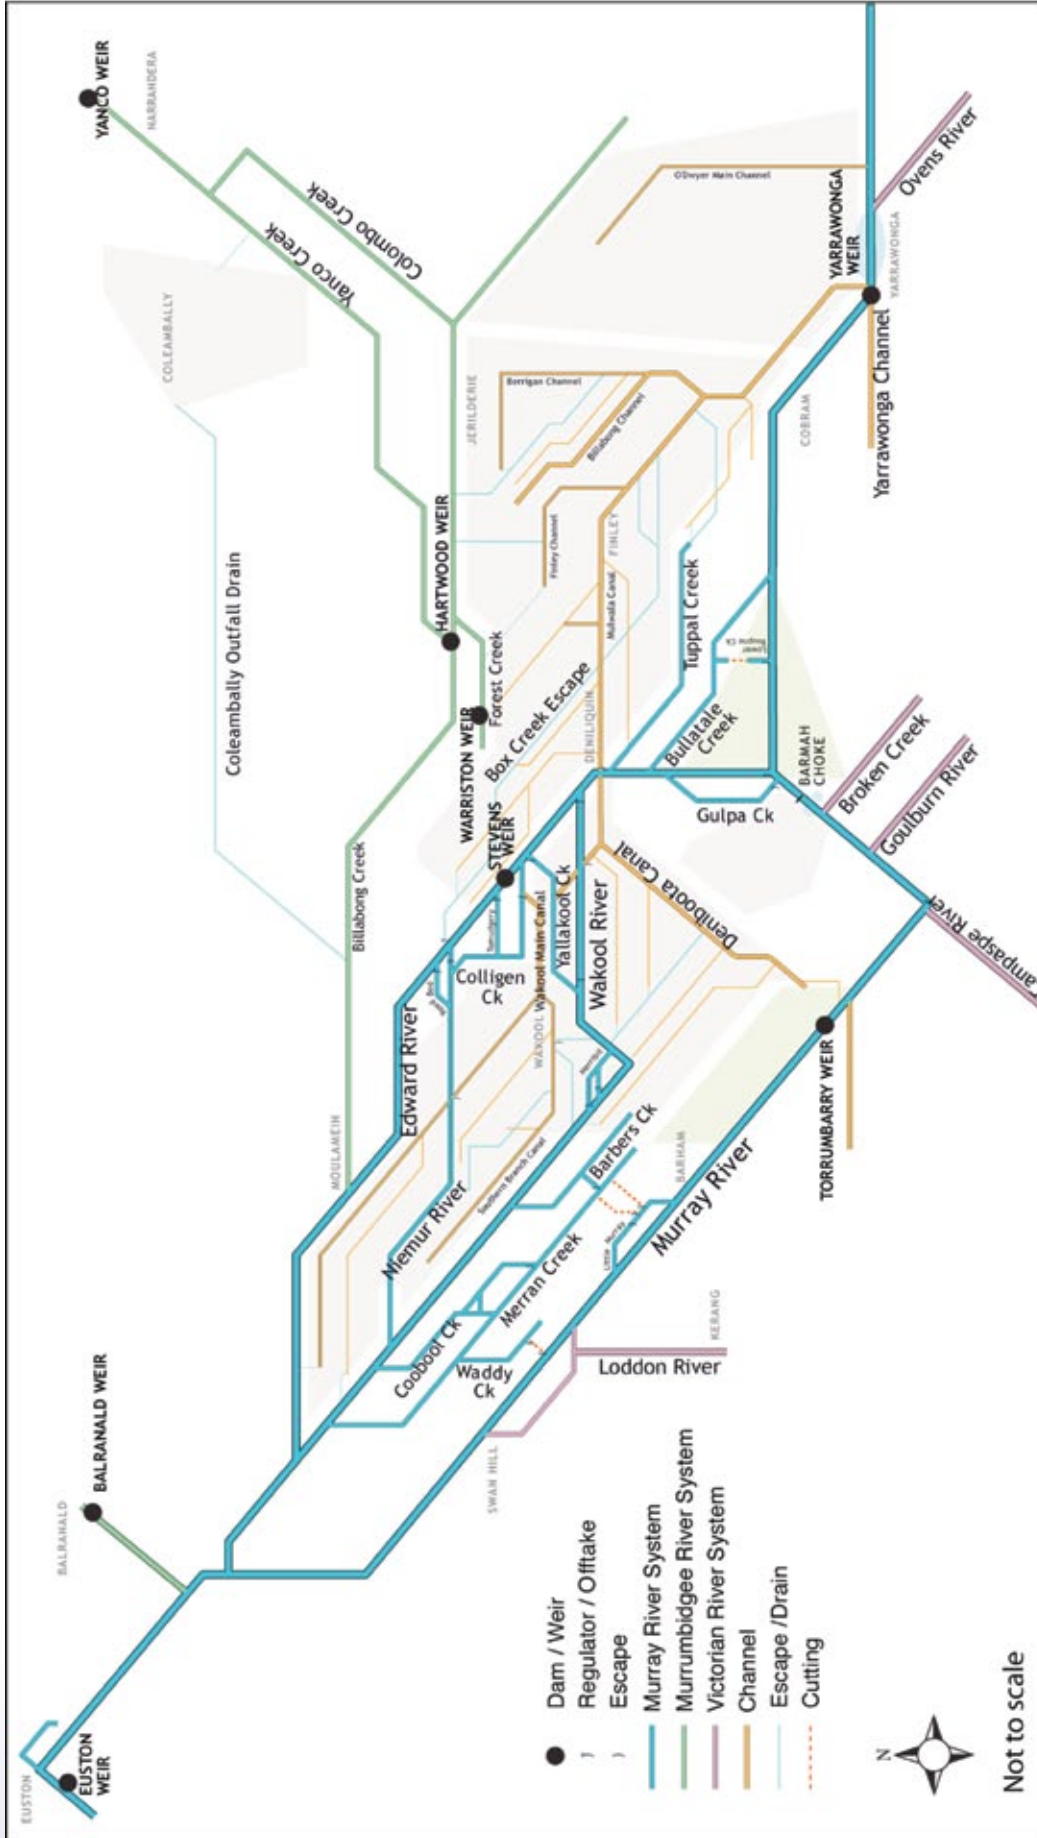 YANCO WEIR
NARRANDERA
COLEAMBALLY
Yanco Creek
Colombo Creek
O'Dwyer Main Channel
YARRAWONGA
WEIR
Ovens River
YARRAWONGA
Yarrawonga Channel
COBRAM
JERILDERIE
Berrigan Channel
Billabong Channel
Finley Channel
FINLEY
Mulwala Canal
Coleambally Outfall Drain
HARTWOOD WEIR
Forest Creek
WARRISTON WEIR
Box Creek Escape
DENILIQUIN
Tuppal Creek
Bullatale
Creek
Lower
Toupna Ck
BARMAH
CHOKE
Broken Creek
Goulburn River
Campaspe River
Gulpa Ck
STEVENS
WEIR
Billabong Creek
Colligen
Ck
Yallakool Ck
Wakool River
Wakool Main Canal
WAKOOL
Deniboota Canal
Edward River
MOULAMEIN
Niemur River
Southern Branch Canal
Merribit
Barbers Ck
BARHAM
TORRUMBARRY WEIR
Murray River
Little Murray
Merran Creek
Coobool Ck
Waddy
Ck
Loddon River
KERANG
SWAN HILL
BALRANALD WEIR
BALRANALD
EUSTON
EUSTON
WEIR
Dam / Weir
Regulator / Offtake
Escape
Murray River System
Murrumbidgee River System
Victorian River System
Channel
Escape /Drain
Cutting
N
Not to scale